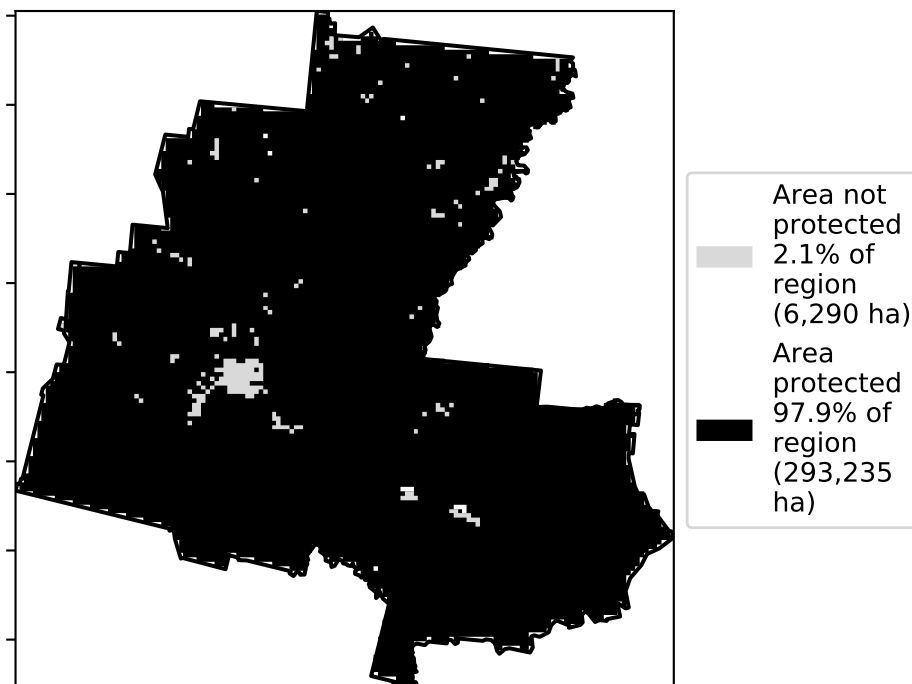 Area not
protected
2.1% of
region
(6,290 ha)
Area
protected
97.9% of
region
(293,235
ha)